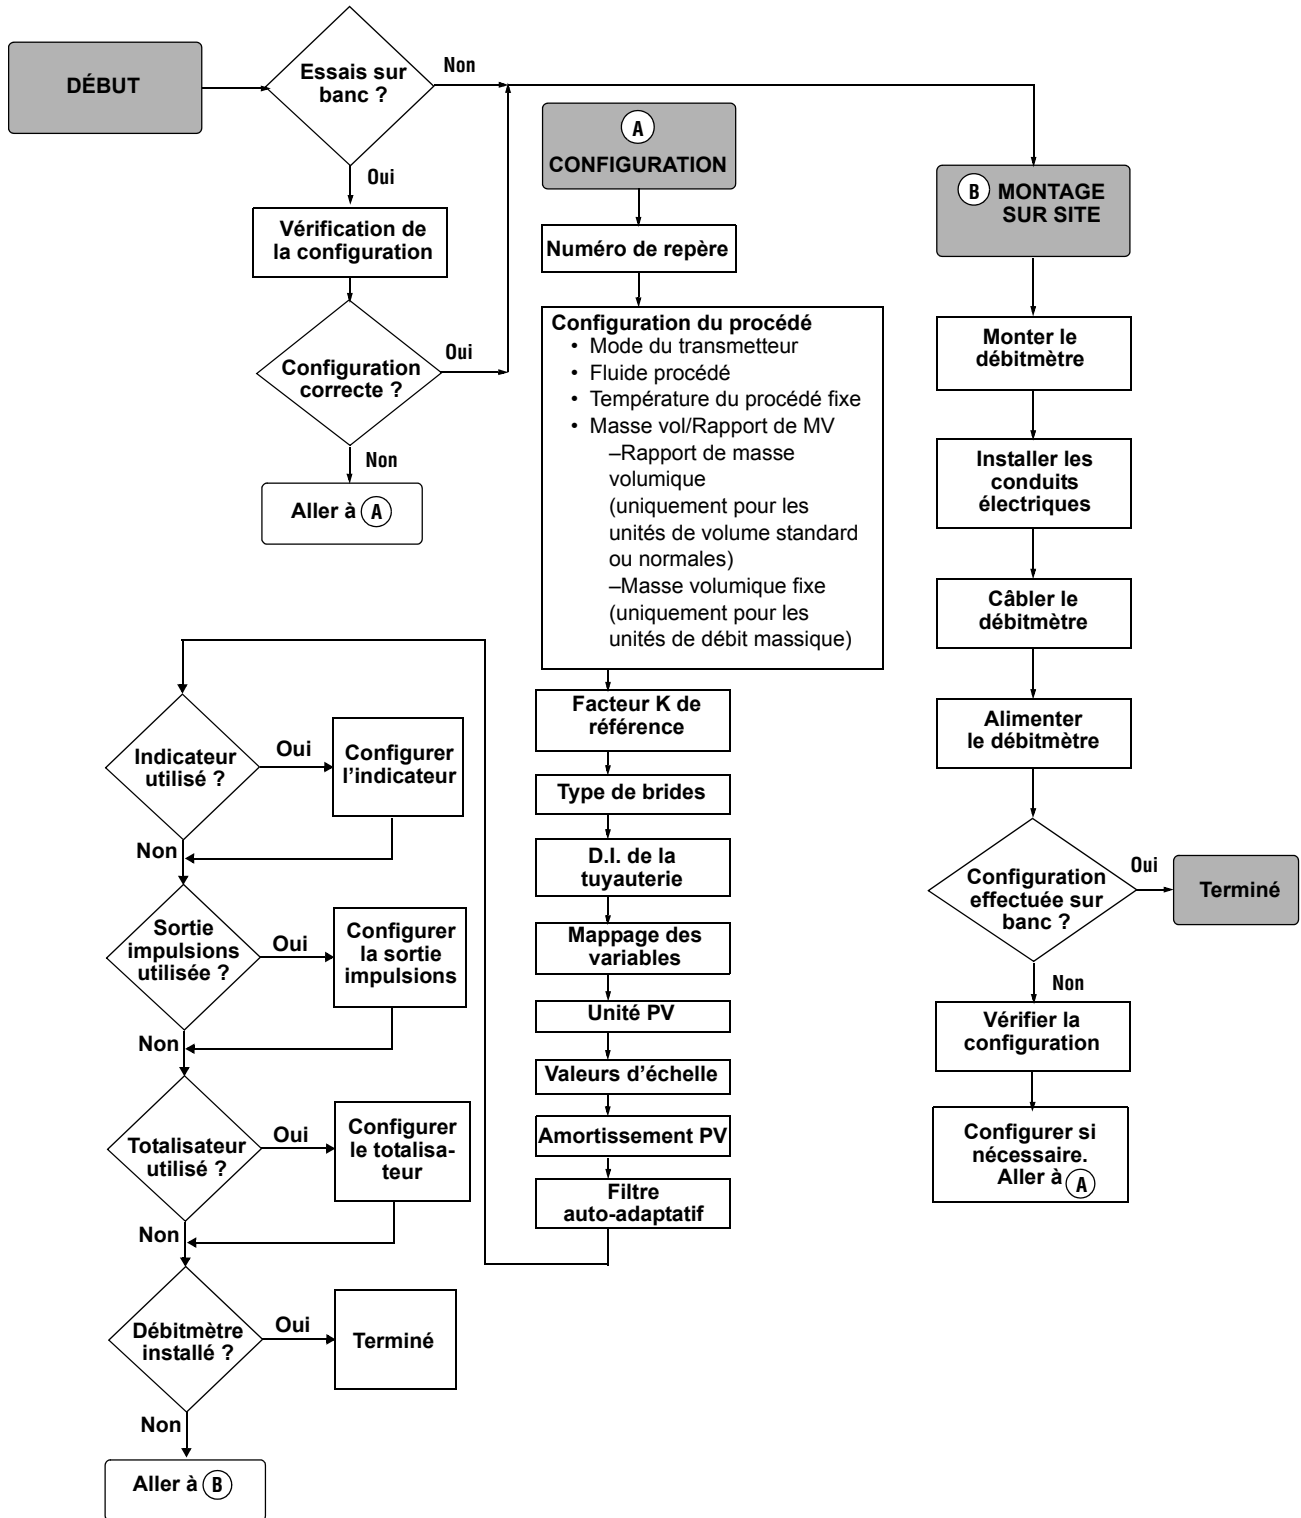 DÉBUT
Essais sur
banc ?
Non
Oui
Vérification de
la configuration
Configuration
correcte ?
Oui
Non
Aller à A
A
CONFIGURATION
Numéro de repère
Configuration du procédé
• Mode du transmetteur
• Fluide procédé
• Température du procédé fixe
• Masse vol/Rapport de MV
–Rapport de masse
volumique
(uniquement pour les
unités de volume standard
ou normales)
–Masse volumique fixe
(uniquement pour les
unités de débit massique)
Facteur K de
référence
Type de brides
D.I. de la
tuyauterie
Mappage des
variables
Unité PV
Valeurs d'échelle
Amortissement PV
Filtre
auto-adaptatif
Indicateur
utilisé ?
Oui
Configurer
l'indicateur
Non
Sortie
impulsions
utilisée ?
Oui
Configurer
la sortie
impulsions
Non
Totalisateur
utilisé ?
Oui
Configurer
le totalisa-
teur
Non
Débitmètre
installé ?
Oui
Terminé
Non
Aller à B
B MONTAGE
SUR SITE
Monter le
débitmètre
Installer les
conduits
électriques
Câbler le
débitmètre
Alimenter
le débitmètre
Configuration
effectuée sur
banc ?
Oui
Terminé
Non
Vérifier la
configuration
Configurer si
nécessaire.
Aller à A